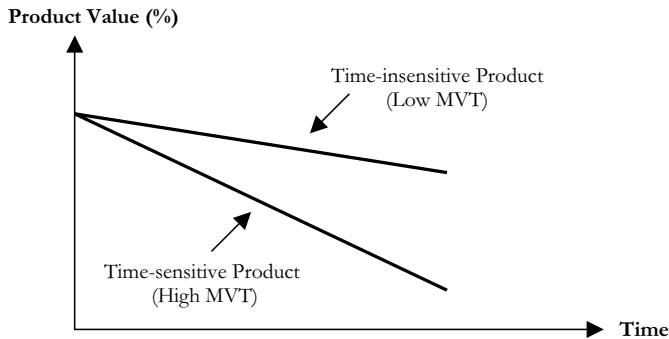 Product Value (%)
Time-insensitive Product
(Low MVT)
Time-sensitive Product
(High MVT)
Time